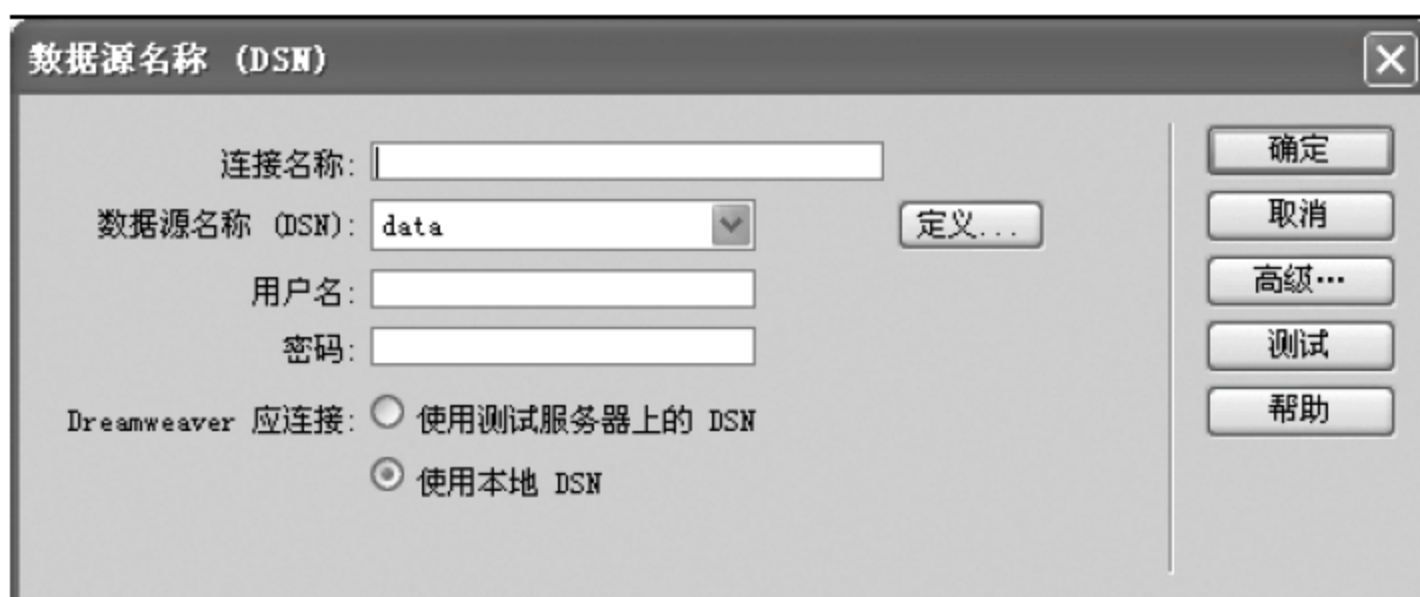 数据源名称 (DSN)
连接名称:
数据源名称 (DSN): data 定义...
用户名:
密码:
Dreamweaver 应连接: 使用测试服务器上的 DSN
使用本地 DSN
确定
取消
高级…
测试
帮助